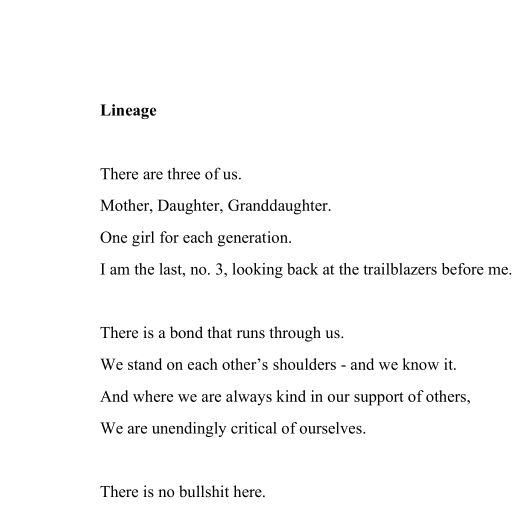 Lineage
There are three of us.
Mother, Daughter, Granddaughter.
One girl for each generation.
I am the last, no. 3, looking back at the trailblazers before me.
There is a bond that runs through us.
We stand on each other’s shoulders - and we know it.
And where we are always kind in our support of others,
We are unendingly critical of ourselves.
There is no bullshit here.